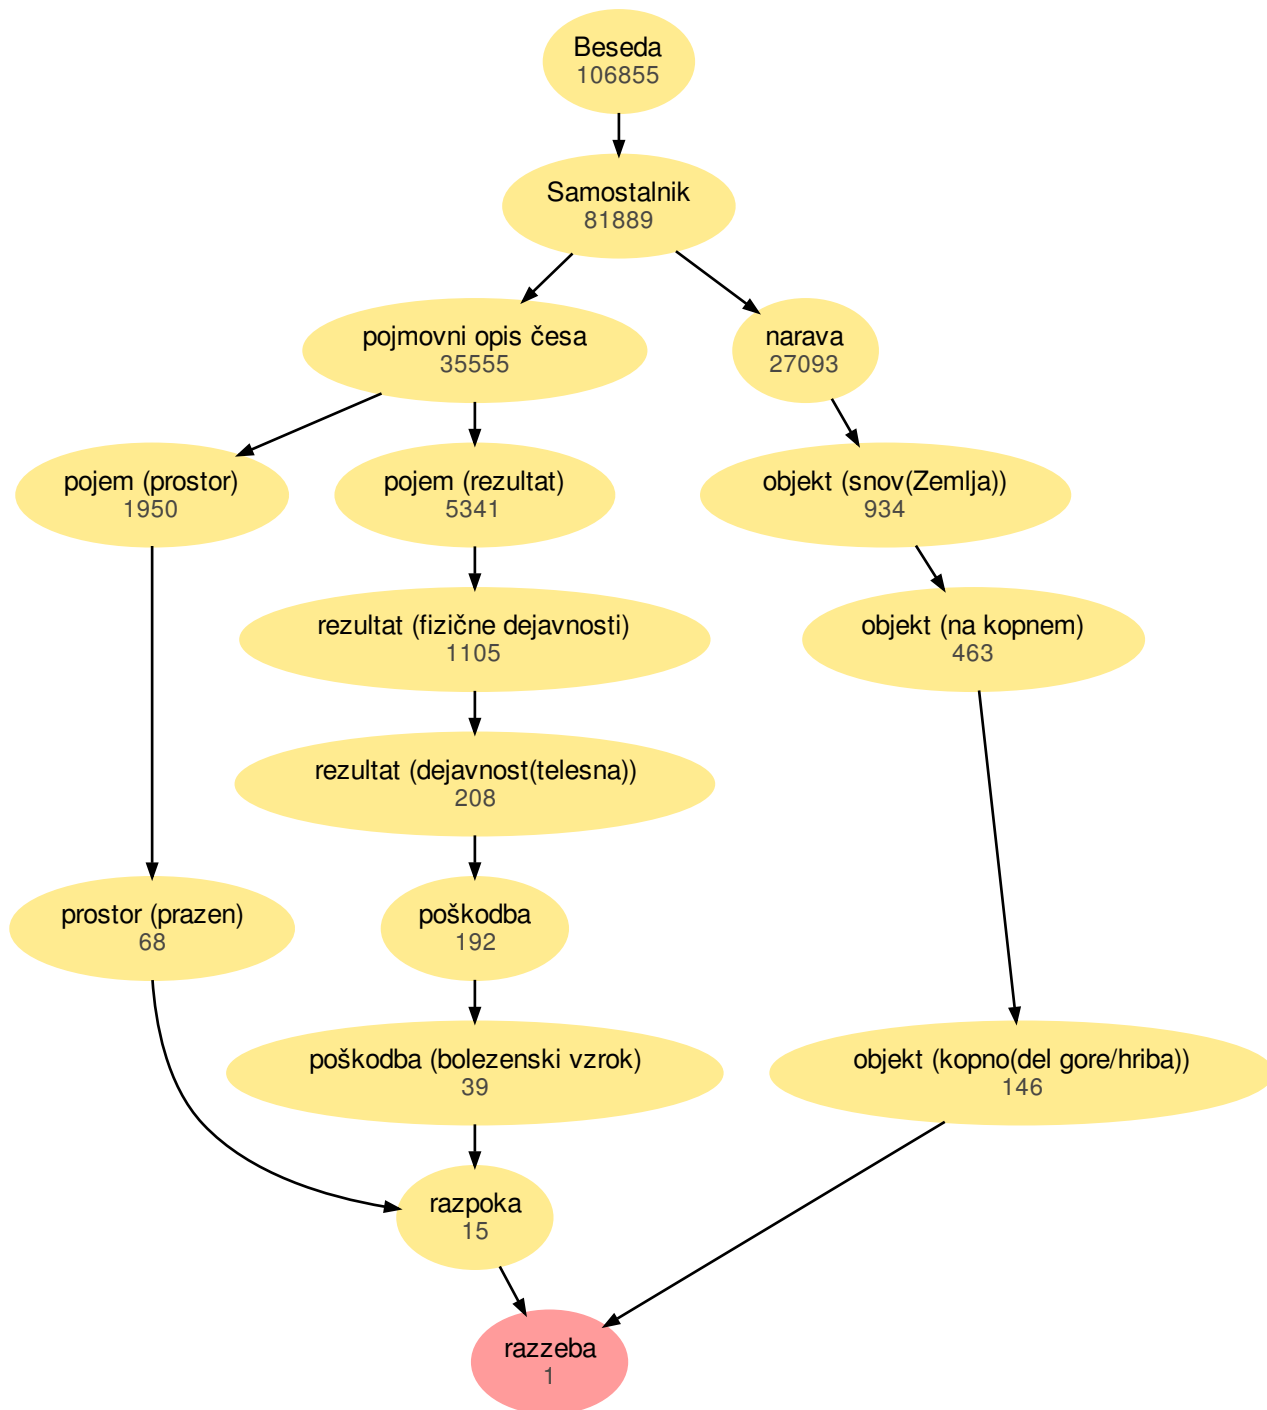 Beseda
106855
Samostalnik
81889
pojmovni opis česa
35555
narava
27093
pojem (prostor)
1950
pojem (rezultat)
5341
objekt (snov(Zemlja))
934
rezultat (fizične dejavnosti)
1105
objekt (na kopnem)
463
rezultat (dejavnost(telesna))
208
prostor (prazen)
68
poškodba
192
poškodba (bolezenski vzrok)
39
objekt (kopno(del gore/hriba))
146
razpoka
15
razzeba
1